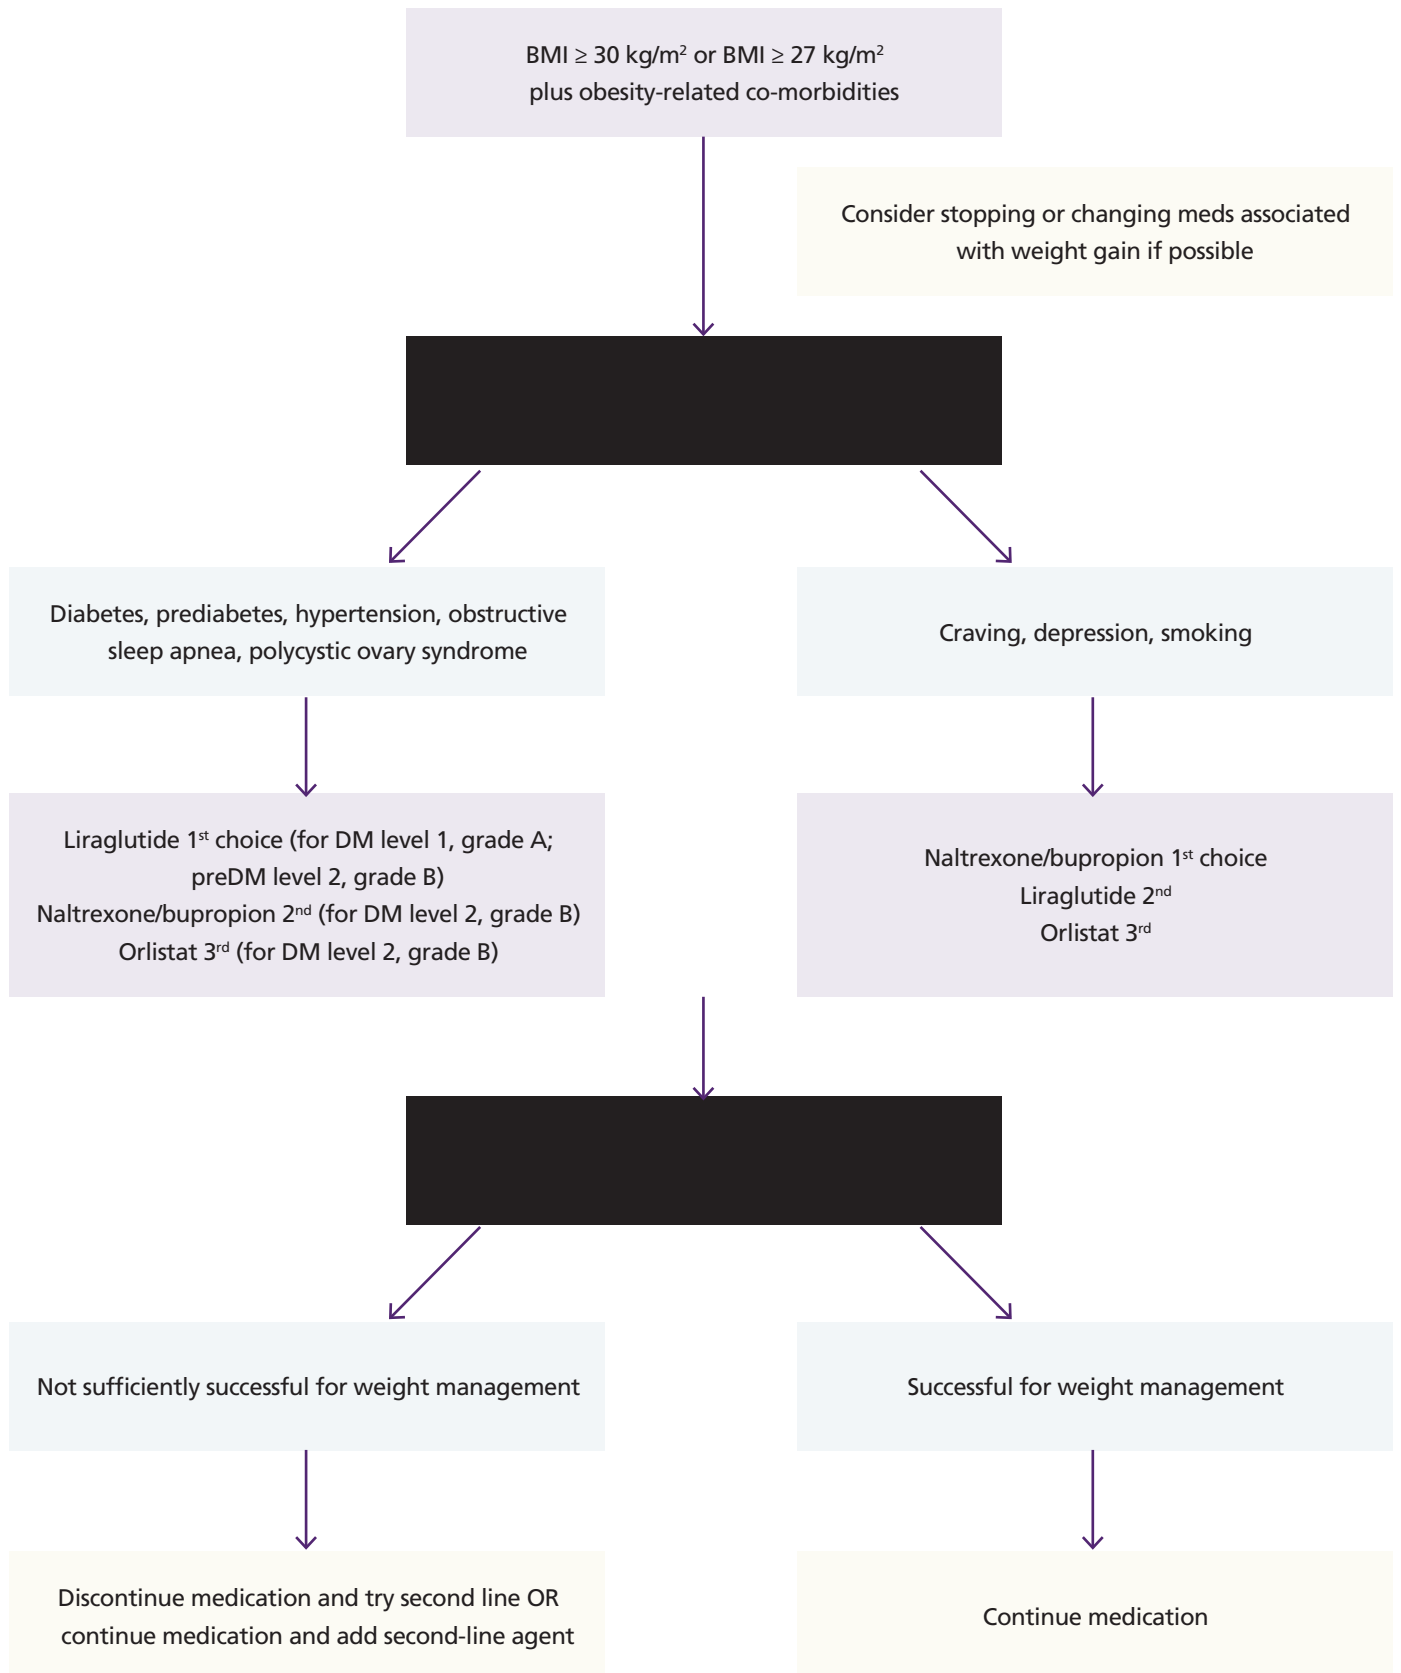 BMI ≥ 30 kg/m² or BMI ≥ 27 kg/m²
plus obesity-related co-morbidities
Consider stopping or changing meds associated
with weight gain if possible
Diabetes, prediabetes, hypertension, obstructive
sleep apnea, polycystic ovary syndrome
Craving, depression, smoking
Liraglutide 1st choice (for DM level 1, grade A;
preDM level 2, grade B)
Naltrexone/bupropion 2nd (for DM level 2, grade B)
Orlistat 3rd (for DM level 2, grade B)
Naltrexone/bupropion 1st choice
Liraglutide 2nd
Orlistat 3rd
Not sufficiently successful for weight management
Successful for weight management
Discontinue medication and try second line OR
continue medication and add second-line agent
Continue medication